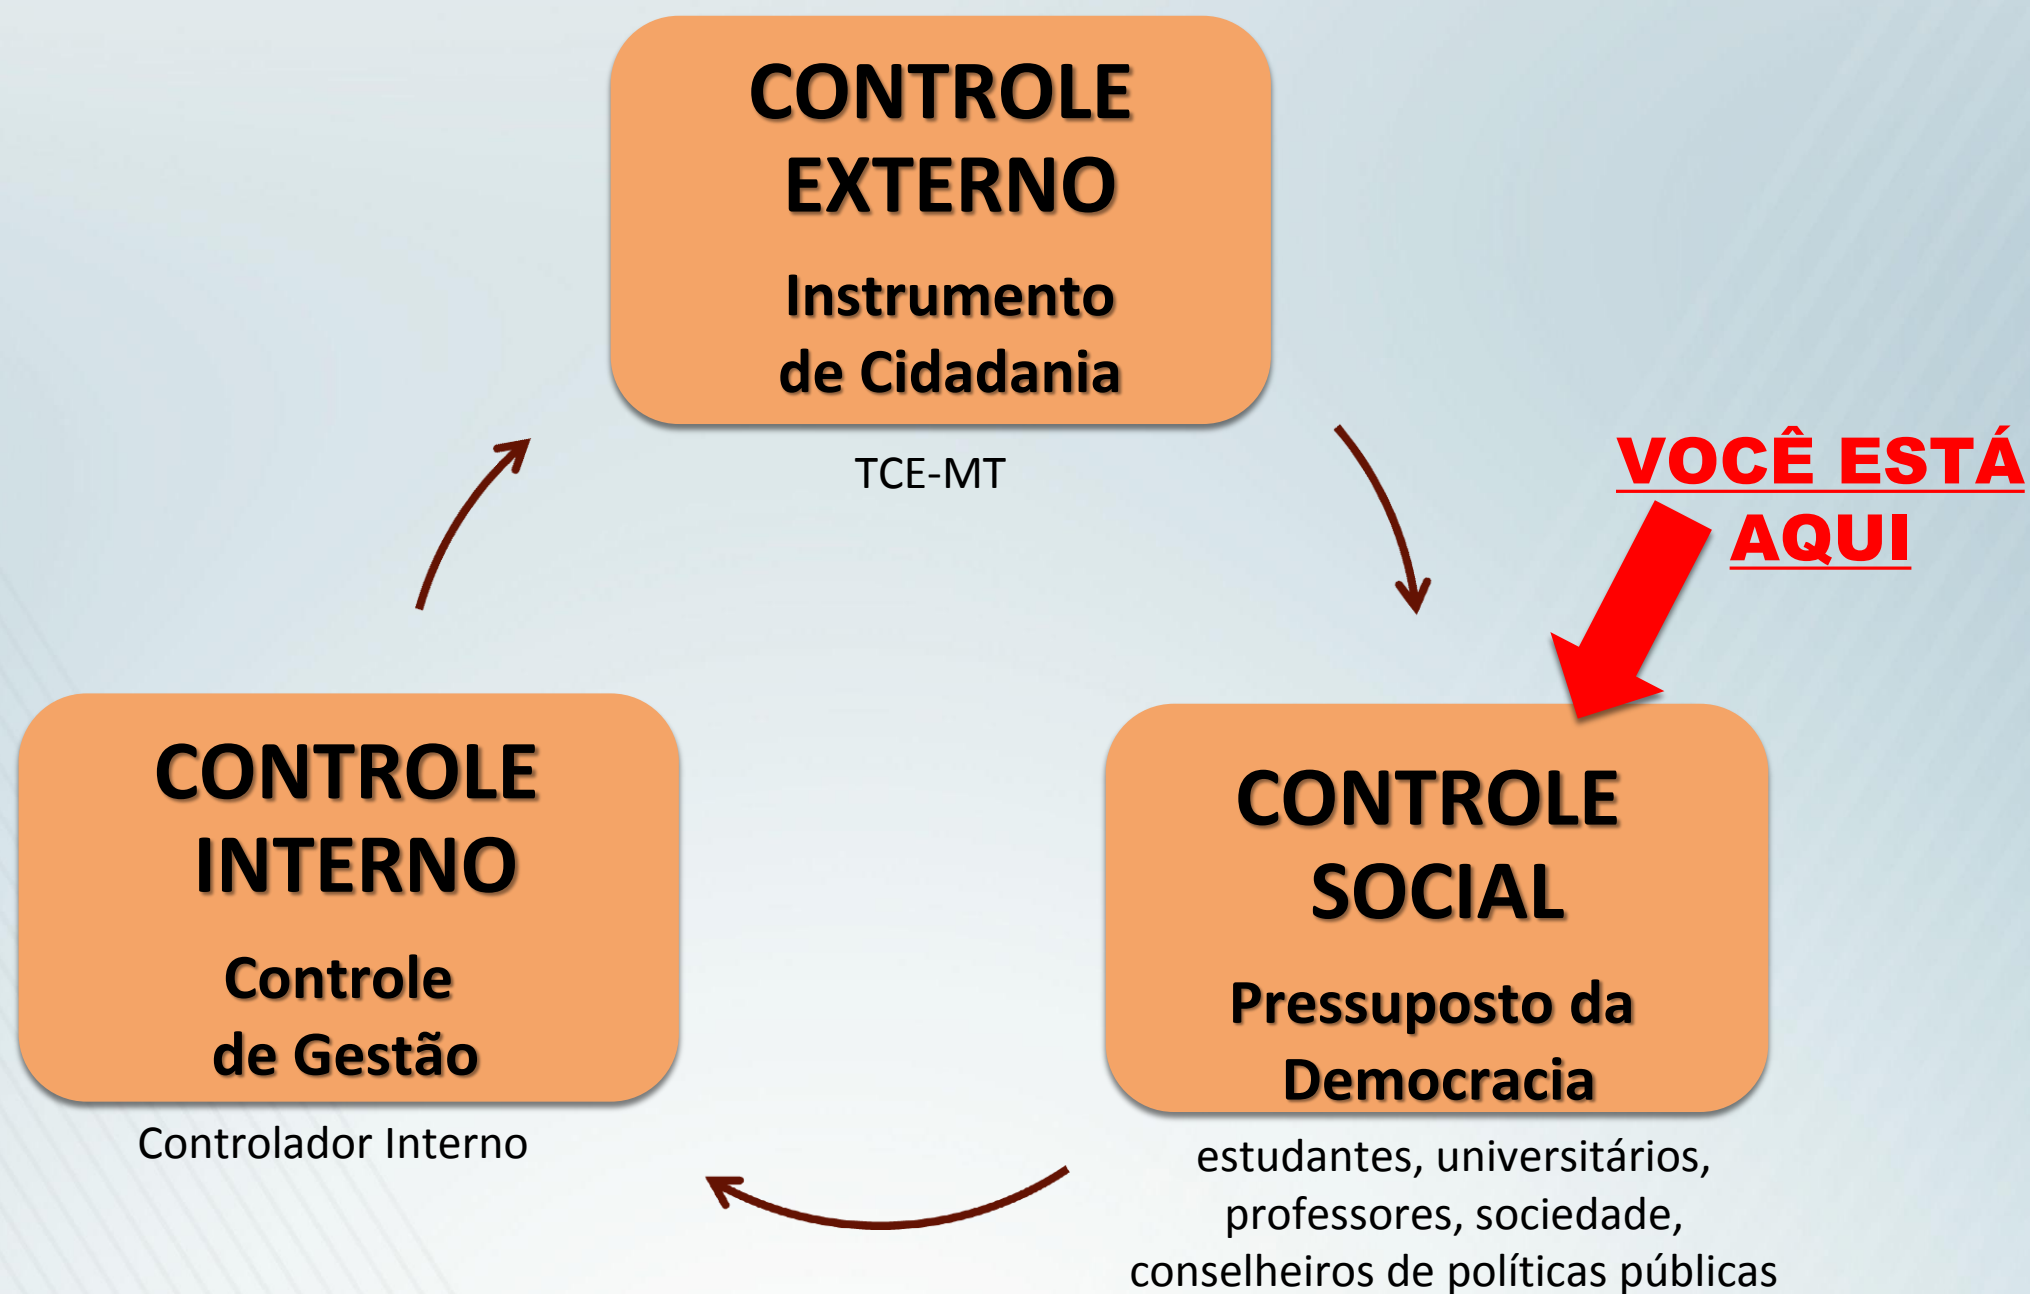 CONTROLE
EXTERNO
Instrumento
de Cidadania
TCE-MT
VOCÊ ESTÁ
AQUI
CONTROLE
INTERNO
Controle
de Gestão
Controlador Interno
CONTROLE
SOCIAL
Pressuposto da
Democracia
estudantes, universitários,
professores, sociedade,
conselheiros de políticas públicas